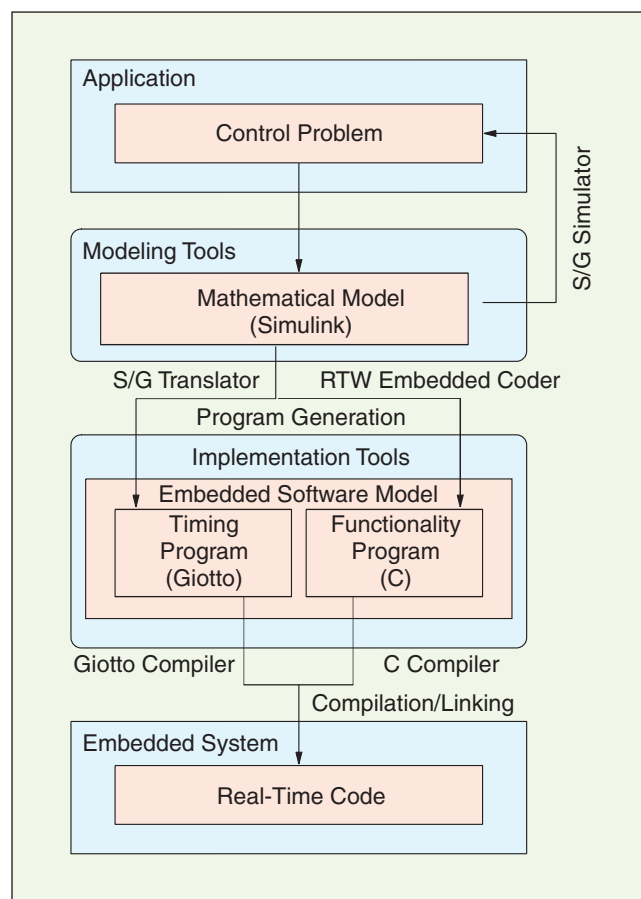 Application
Control Problem
S/G Simulator
Modeling Tools
Mathematical Model
(Simulink)
S/G Translator
RTW Embedded Coder
Program Generation
Implementation Tools
Embedded Software Model
Timing
Program
(Giotto)
Functionality
Program
(C)
Giotto Compiler
C Compiler
Compilation/Linking
Embedded System
Real-Time Code